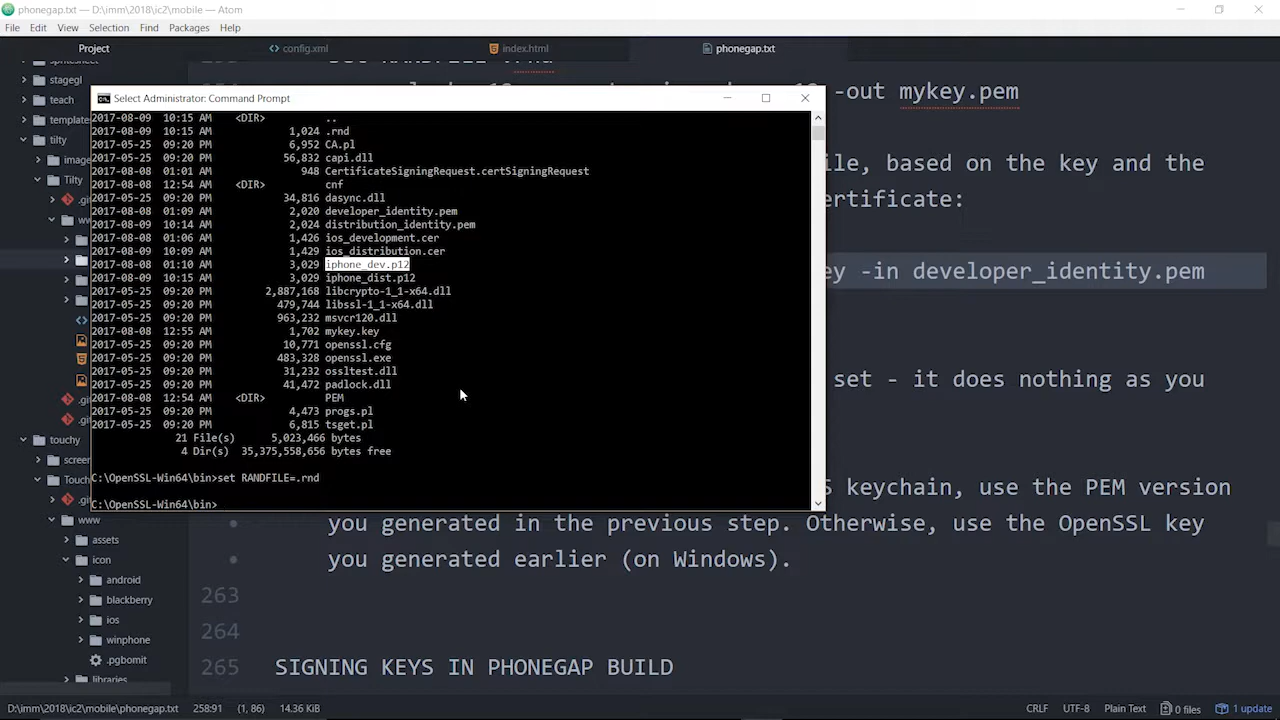 phonegap.txt — D:\imm\2018\ic2\mobile — Atom
File Edit View Selection Find Packages Help
Project
config.xml
index.html
phonegap.txt
spritesheet
stagegl
teach
template
tilty
image
Tilty
.g
ww
touchy
screen
Touch
.g
www
assets
icon
android
blackberry
ios
winphone
.pgbomit
libraries
Select Administrator: Command Prompt
2017-08-09 10:15 AM <DIR> ..
2017-08-09 10:15 AM 1,024 .rnd
2017-05-25 09:20 PM 6,952 CA.pl
2017-05-25 09:20 PM 56,832 capi.dll
2017-08-08 01:01 AM 948 CertificateSigningRequest.certSigningRequest
2017-08-08 12:54 AM <DIR> cnf
2017-05-25 09:20 PM 34,816 dasync.dll
2017-08-08 01:09 AM 2,020 developer_identity.pem
2017-08-09 10:14 AM 2,024 distribution_identity.pem
2017-08-08 01:06 AM 1,426 ios_development.cer
2017-08-09 10:09 AM 1,429 ios_distribution.cer
2017-08-08 01:10 AM 3,029 iphone_dev.p12
2017-08-09 10:15 AM 3,028 iphone_dist.p12
2017-05-25 09:20 PM 2,887,168 libcrypto-1_1-x64.dll
2017-05-25 09:20 PM 479,744 libssl-1_1-x64.dll
2017-05-25 09:20 PM 963,232 msvcr120.dll
2017-08-08 12:55 AM 1,702 mykey.key
2017-05-25 09:20 PM 10,771 openssl.cfg
2017-05-25 09:20 PM 483,328 openssl.exe
2017-05-25 09:20 PM 31,232 ossltest.dll
2017-05-25 09:20 PM 41,472 padlock.dll
2017-08-08 12:54 AM <DIR> PEM
2017-05-25 09:20 PM 4,473 progs.pl
2017-05-25 09:20 PM 6,815 tsget.pl
21 File(s) 5,023,466 bytes
4 Dir(s) 35,375,558,656 bytes free
C:\OpenSSL-Win64\bin>set RANDFILE=.rnd
C:\OpenSSL-Win64\bin>
-out mykey.pem
ile, based on the key and the
ertificate:
ey -in developer_identity.pem
set - it does nothing as you
S keychain, use the PEM version
you generated in the previous step. Otherwise, use the OpenSSL key
you generated earlier (on Windows).
263
264
265 SIGNING KEYS IN PHONEGAP BUILD
D:\imm\2018\ic2\mobile\phonegap.txt 258:91 (1, 86) 14.36 KiB CRLF UTF-8 Plain Text 0 files 1 update